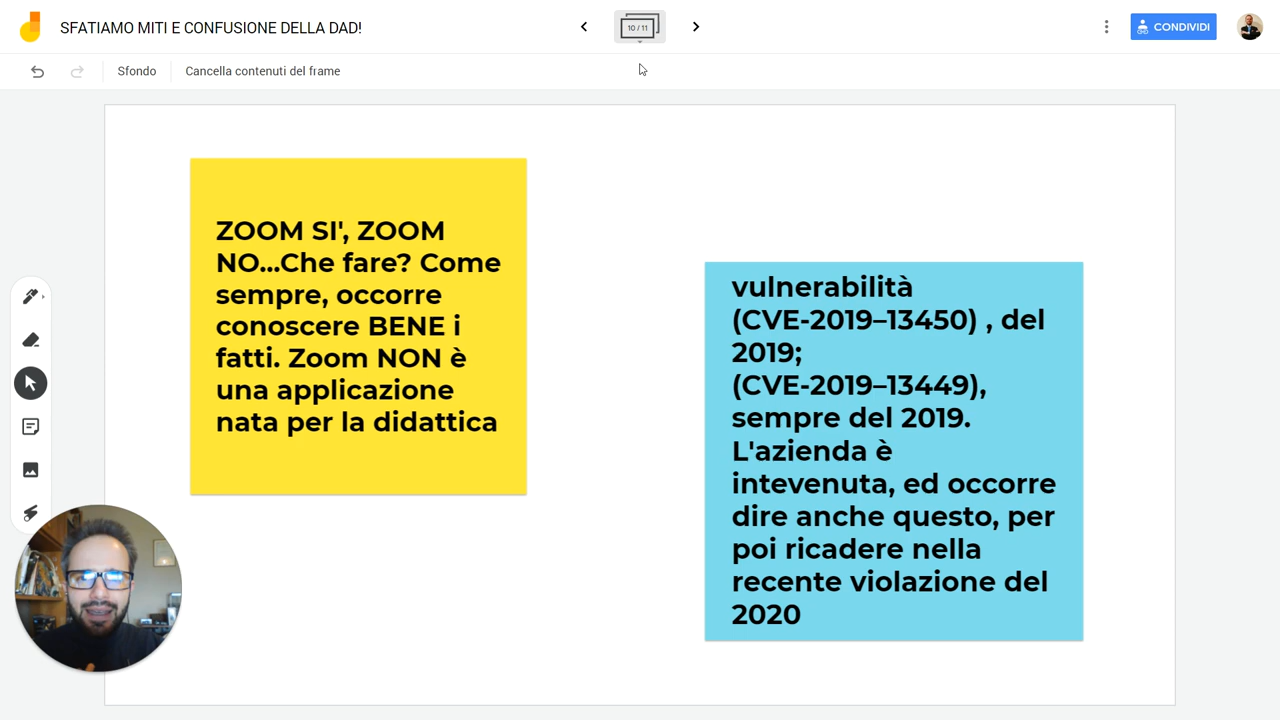 SFATIAMO MITI E CONFUSIONE DELLA DAD!
10 / 11
CONDIVIDI
Sfondo
Cancella contenuti del frame
ZOOM SI', ZOOM
NO...Che fare? Come
sempre, occorre
conoscere BENE i
fatti. Zoom NON è
una applicazione
nata per la didattica
vulnerabilità
(CVE-2019–13450) , del
2019;
(CVE-2019–13449),
sempre del 2019.
L'azienda è
intevenuta, ed occorre
dire anche questo, per
poi ricadere nella
recente violazione del
2020